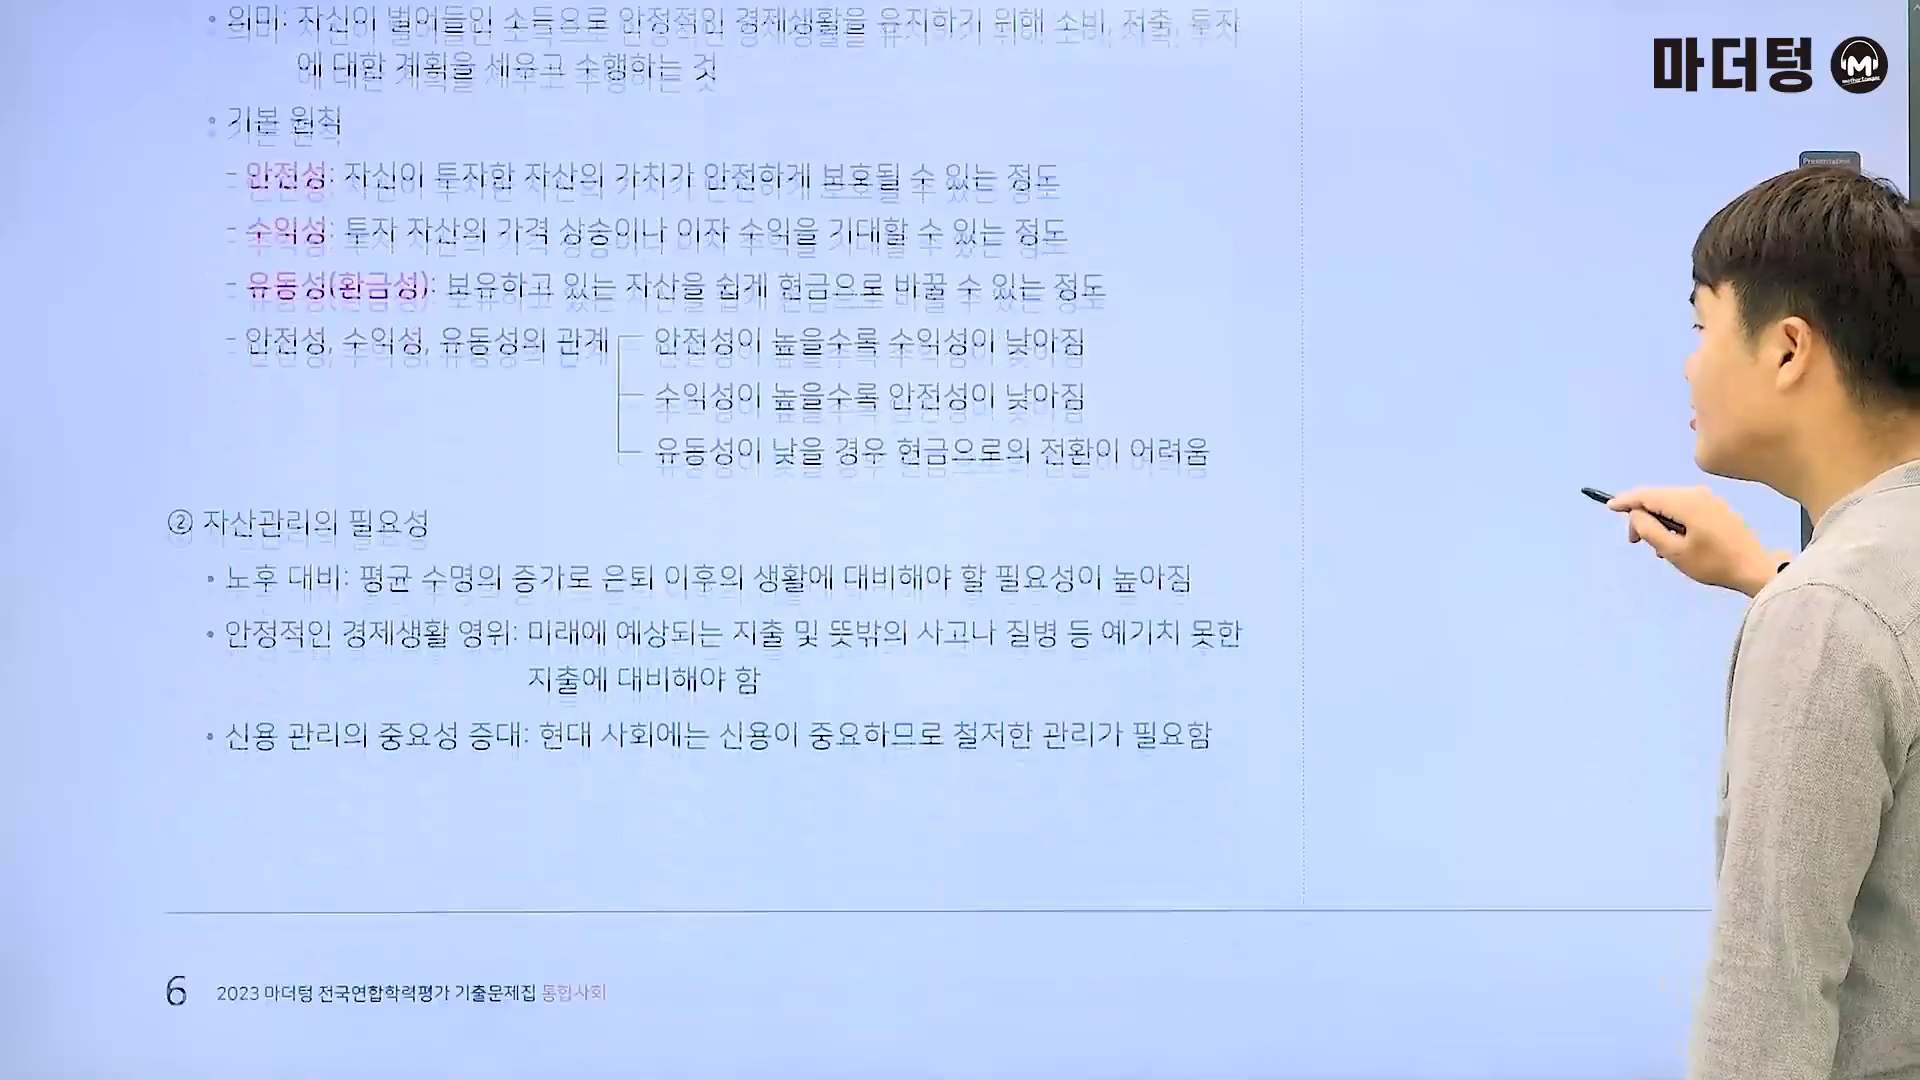 • 의미: 자신이 벌어들인 소득으로 안정적인 경제생활을 유지하기 위해 소비, 저축, 투자
에 대한 계획을 세우고 수행하는 것
마더텅
M
• 기본 원칙
Presentation
- 안전성: 자신이 투자한 자산의 가치가 안전하게 보호될 수 있는 정도
- 수익성: 투자 자산의 가격 상승이나 이자 수익을 기대할 수 있는 정도
- 유동성(환금성): 보유하고 있는 자산을 쉽게 현금으로 바꿀 수 있는 정도
- 안전성, 수익성, 유동성의 관계 안전성이 높을수록 수익성이 낮아짐
수익성이 높을수록 안전성이 낮아짐
유동성이 낮을 경우 현금으로의 전환이 어려움
② 자산관리의 필요성
• 노후 대비: 평균 수명의 증가로 은퇴 이후의 생활에 대비해야 할 필요성이 높아짐
• 안정적인 경제생활 영위: 미래에 예상되는 지출 및 뜻밖의 사고나 질병 등 예기치 못한
지출에 대비해야 함
• 신용 관리의 중요성 증대: 현대 사회에는 신용이 중요하므로 철저한 관리가 필요함
6 2023 마더텅 전국연합학력평가 기출문제집 통합사회